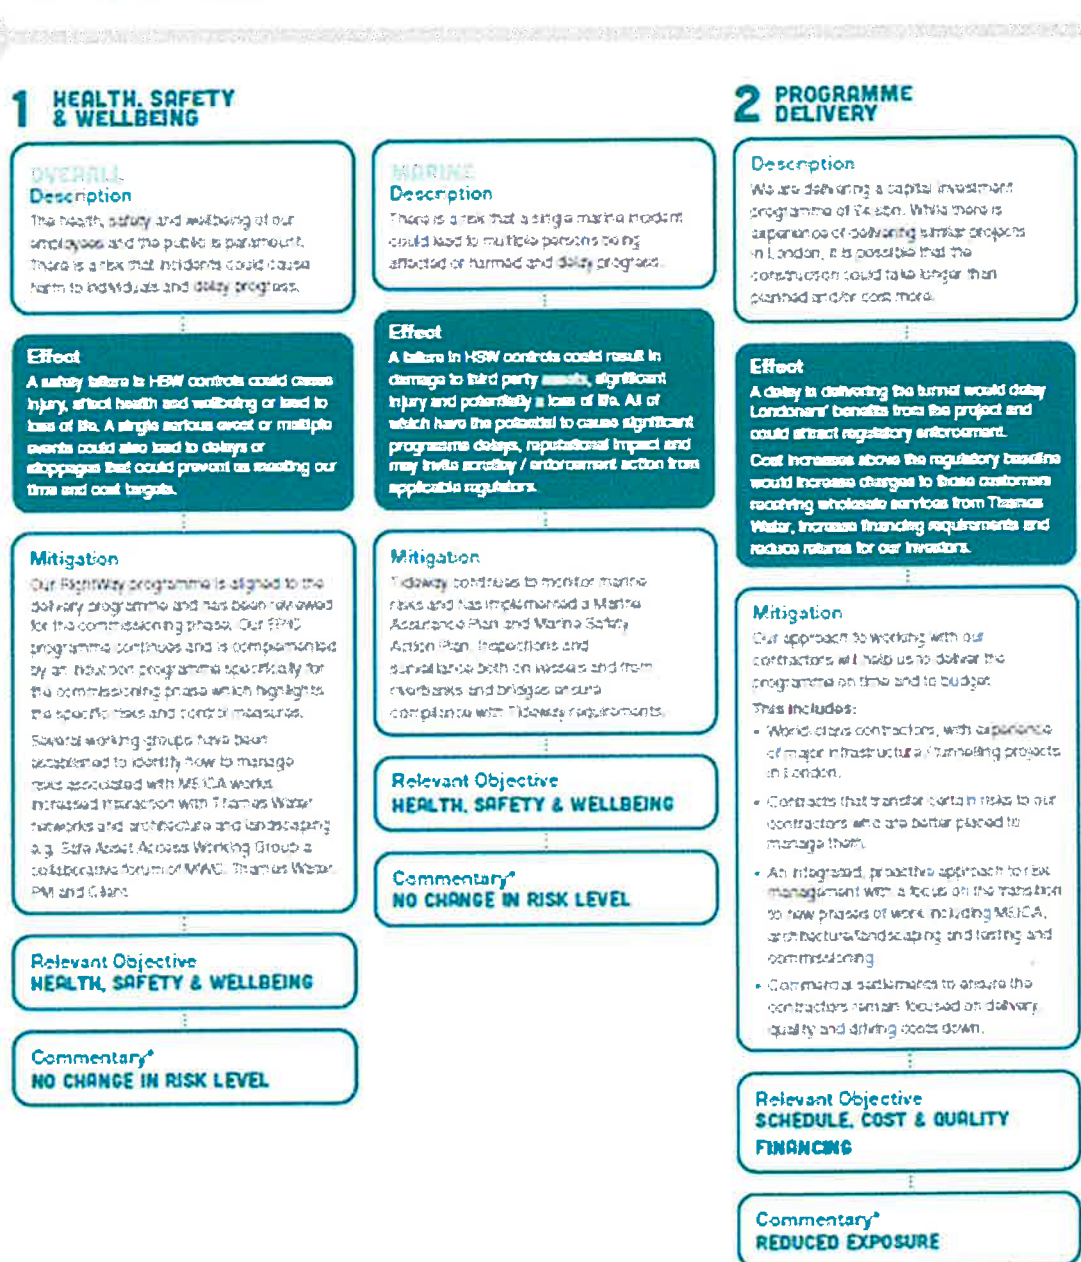 1 HEALTH, SAFETY
& WELLBEING
OVERALL
Description
The health, safety and wellbeing of our
employees and the public is paramount.
There is a risk that incidents could cause
harm to individuals and delay progress.
Effect
A safety failure in HSW controls could cause
injury, affect health and wellbeing or lead to
loss of life. A single serious event or multiple
events could also lead to delays or
stoppages that could prevent us meeting our
time and cost targets.
Mitigation
Our RightWay programme is aligned to the
delivery programme and has been reviewed
for the commissioning phase. Our EPIC
programme continues and is complemented
by an induction programme specifically for
the commissioning phase which highlights
the specific risks and control measures.
Several working groups have been
established to identify how to manage
risks associated with MEICA works,
increased interaction with Thames Water
networks and architecture and landscaping
e.g. Safe Asset Access Working Group a
collaborative forum of MWC, Thames Water,
PM and Client.
Relevant Objective
HEALTH, SAFETY & WELLBEING
Commentary*
NO CHANGE IN RISK LEVEL
MARINE
Description
There is a risk that a single marine incident
could lead to multiple persons being
affected or harmed and delay progress.
Effect
A failure in HSW controls could result in
damage to third party assets, significant
injury and potentially a loss of life. All of
which have the potential to cause significant
programme delays, reputational impact and
may invite scrutiny / enforcement action from
applicable regulators.
Mitigation
Tideway continues to monitor marine
risks and has implemented a Marine
Assurance Plan and Marine Safety
Action Plan. Inspections and
surveillance both on vessels and from
riverbanks and bridges ensure
compliance with Tideway requirements.
Relevant Objective
HEALTH, SAFETY & WELLBEING
Commentary*
NO CHANGE IN RISK LEVEL
2 PROGRAMME
DELIVERY
Description
We are delivering a capital investment
programme of. While there is
experience of delivering similar projects
in London, it is possible that the
construction could take longer than
planned and/or cost more.
Effect
A delay in delivering the tunnel would delay
Londoners' benefits from the project and
could attract regulatory enforcement.
Cost increases above the regulatory baseline
would increase charges to those customers
receiving wholesale services from Thames
Water, increase financing requirements and
reduce returns for our investors.
Mitigation
Our approach to working with our
contractors will help us to deliver the
programme on time and to budget.
This includes:
• World-class contractors, with experience
of major infrastructure / tunnelling projects
in London.
• Contracts that transfer certain risks to our
contractors who are better placed to
manage them.
• An integrated, proactive approach to risk
management with a focus on the transition
to new phases of work including MEICA,
architecture/landscaping and testing and
commissioning
• Commercial settlements to ensure the
contractors remain focused on delivery,
quality and driving costs down.
Relevant Objective
SCHEDULE, COST & QUALITY
FINANCING
Commentary*
REDUCED EXPOSURE